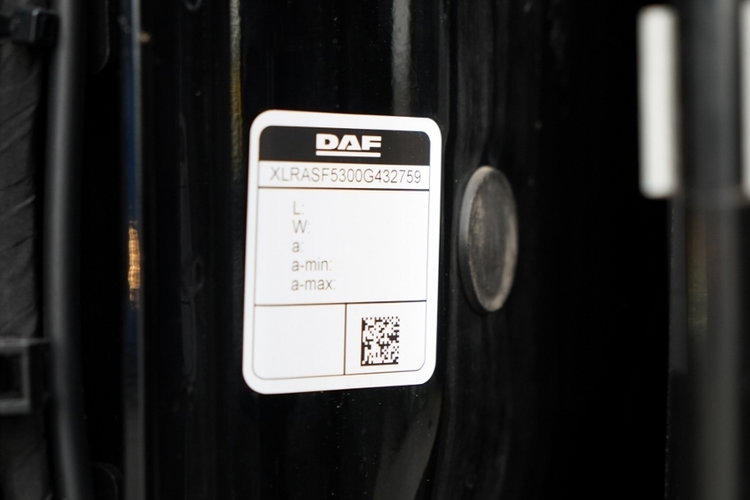 DAF
XLRASF5300G432759
L:
W:
a:
a-min:
a-max: